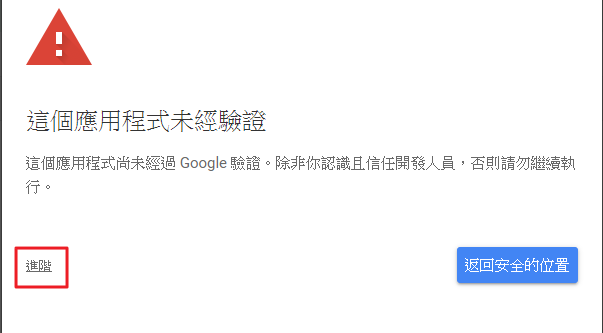 這個應用程式未經驗證
這個應用程式尚未經過 Google 驗證。除非你認識且信任開發人員，否則請勿繼續執
行。
進階
返回安全的位置